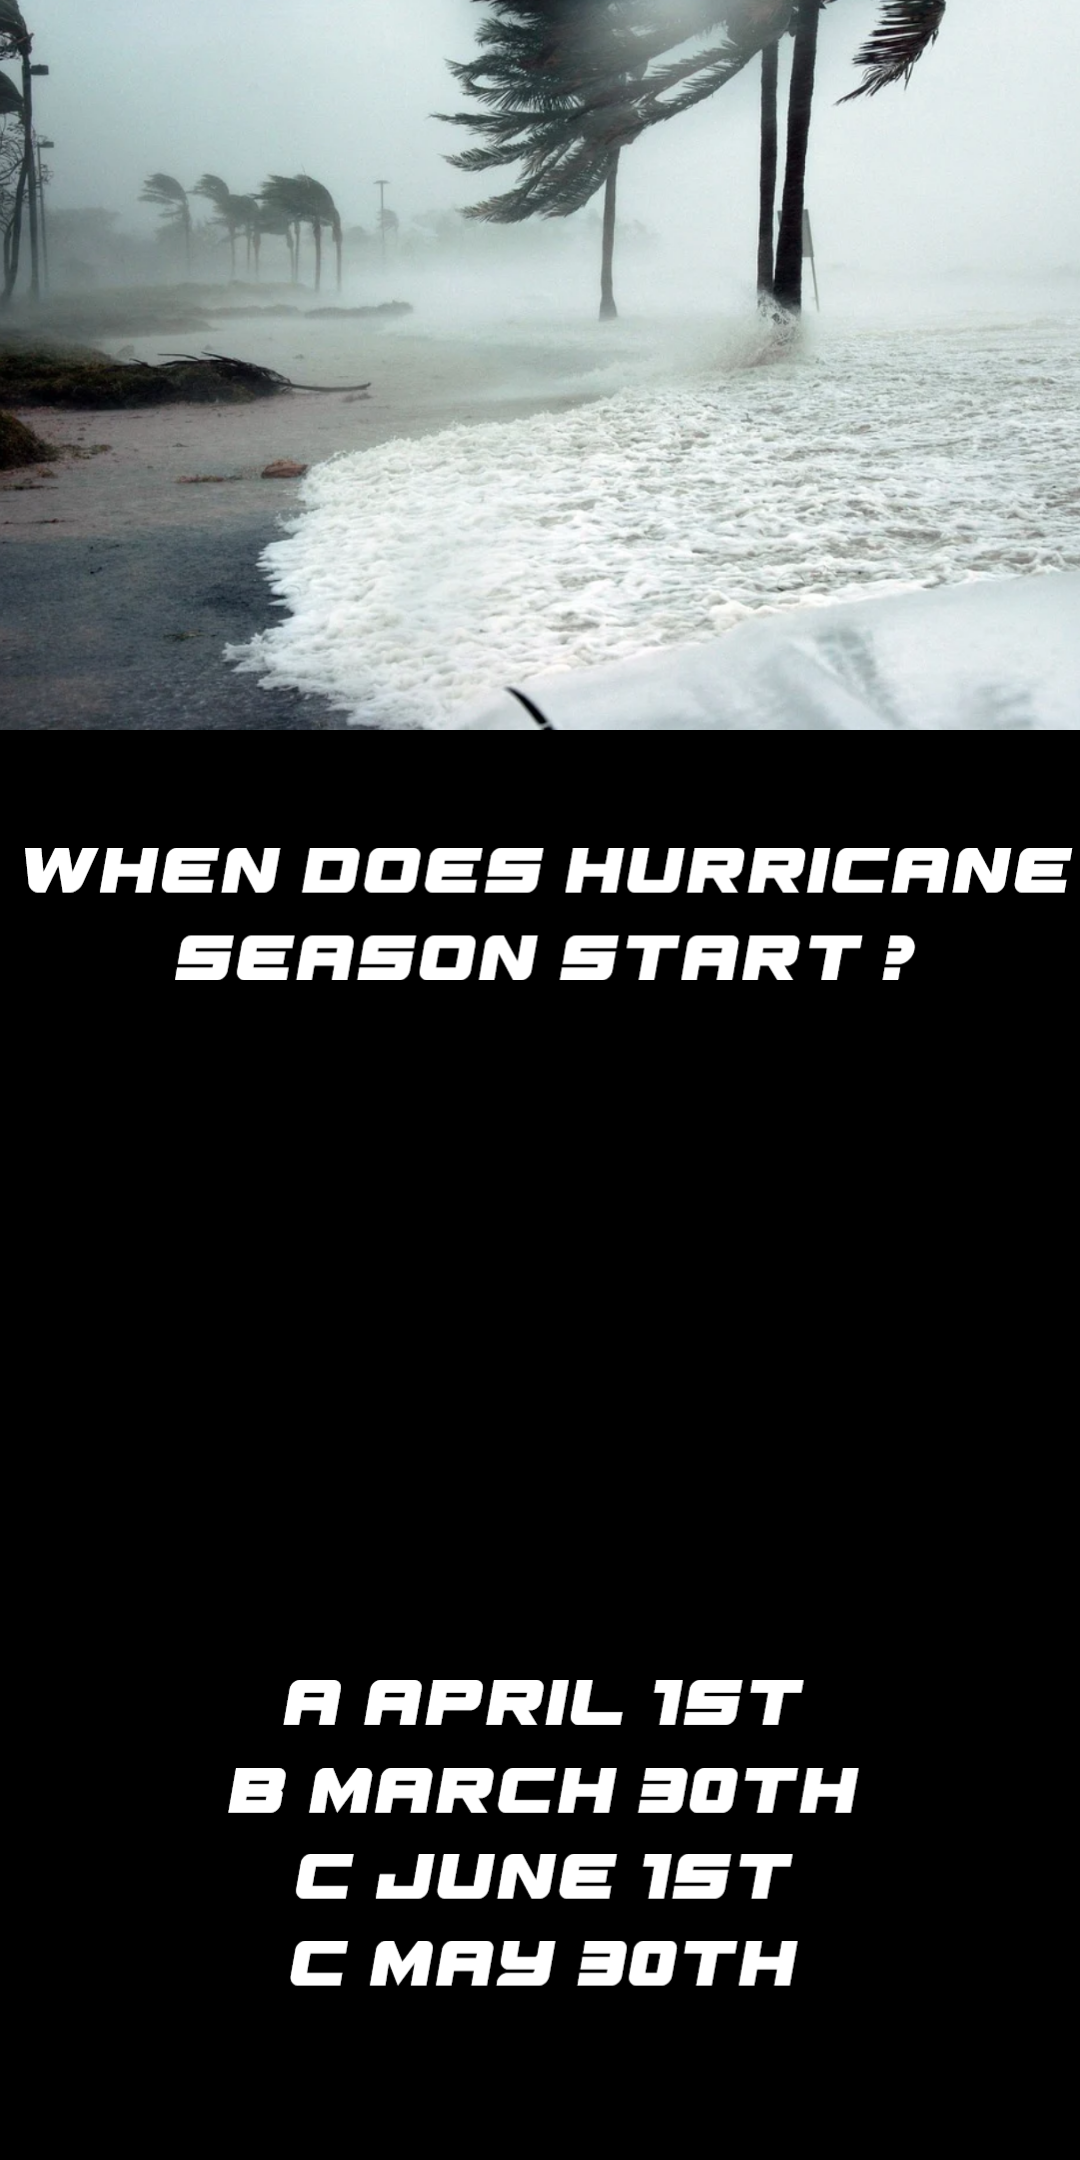 WHEN DOES HURRICANE
SEASON START ?
A APRIL 1ST
B MARCH 30TH
C JUNE 1ST
C MAY 30TH